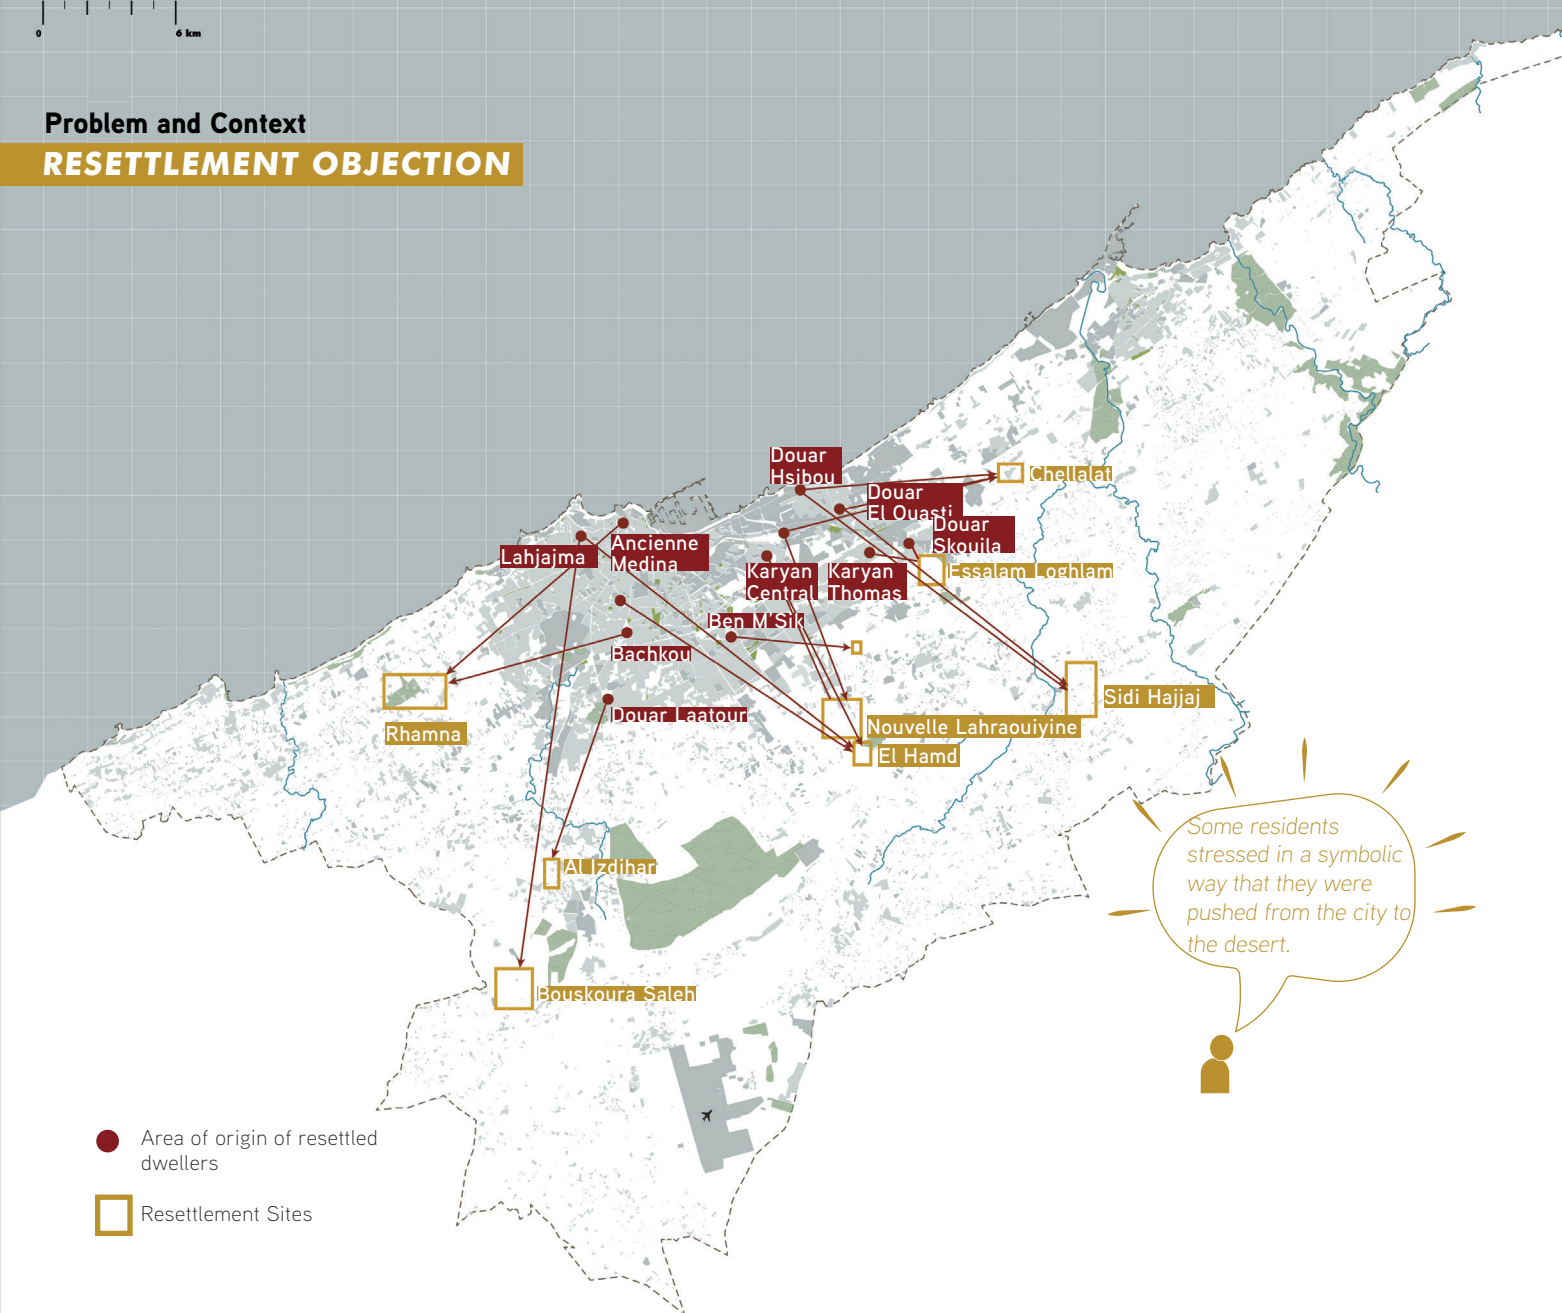 0 6 km
Problem and Context
RESETTLEMENT OBJECTION
Douar
Hsibou
Chellalat
Douar
El Ouasti
Douar
Skouila
Lahjajma
Ancienne
Medina
Karyan
Central
Karyan
Thomas
Essalam Loghlam
Ben M'Sik
Bachkou
Sidi Hajjaj
Douar Laatour
Nouvelle Lahraouiyine
Rhamna
El Hamd
Some residents
stressed in a symbolic
way that they were
pushed from the city to
the desert.
Al Izdihar
Bouskoura Saleh
Area of origin of resettled
dwellers
Resettlement Sites